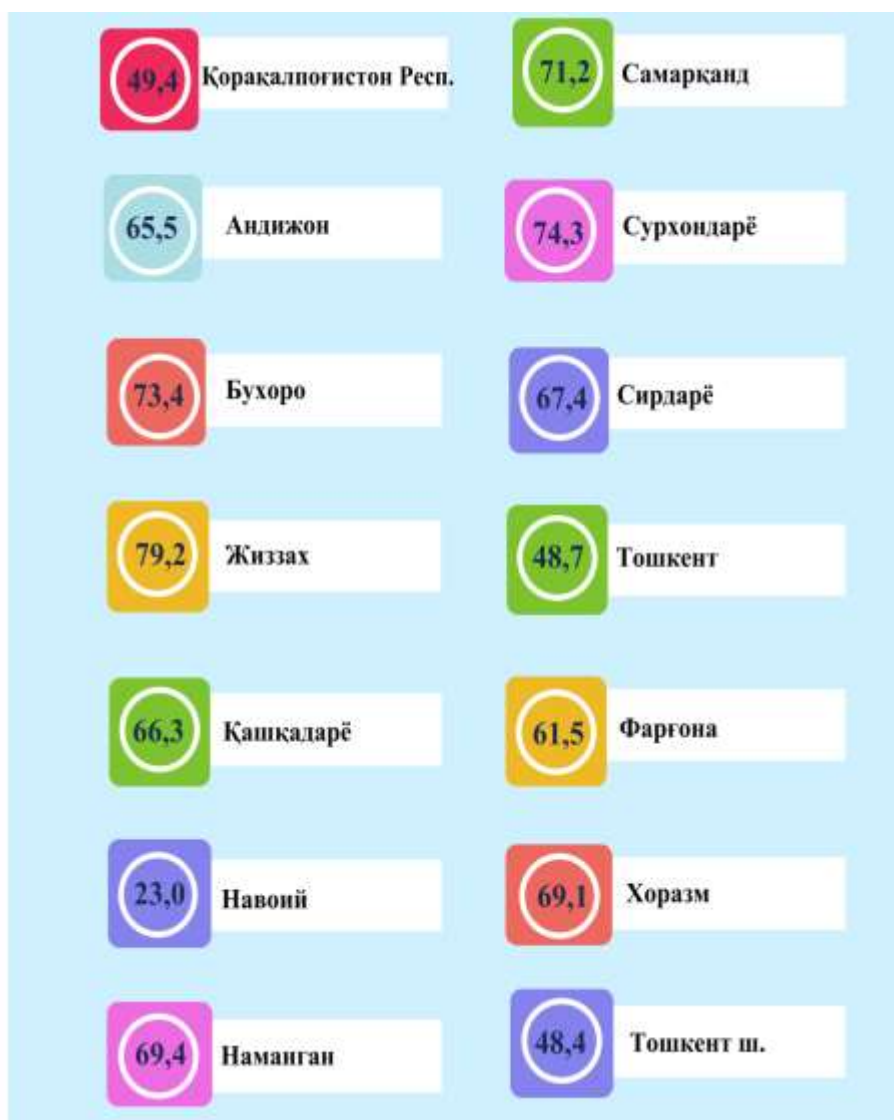 49,4 Қорақалпоғистон Респ.
65,5 Андижон
73,4 Бухоро
79,2 Жиззах
66,3 Қашқадарё
23,0 Навоий
69,4 Наманган
71,2 Самарқанд
74,3 Сурхондарё
67,4 Сирдарё
48,7 Тошкент
61,5 Фарғона
69,1 Хоразм
48,4 Тошкент ш.